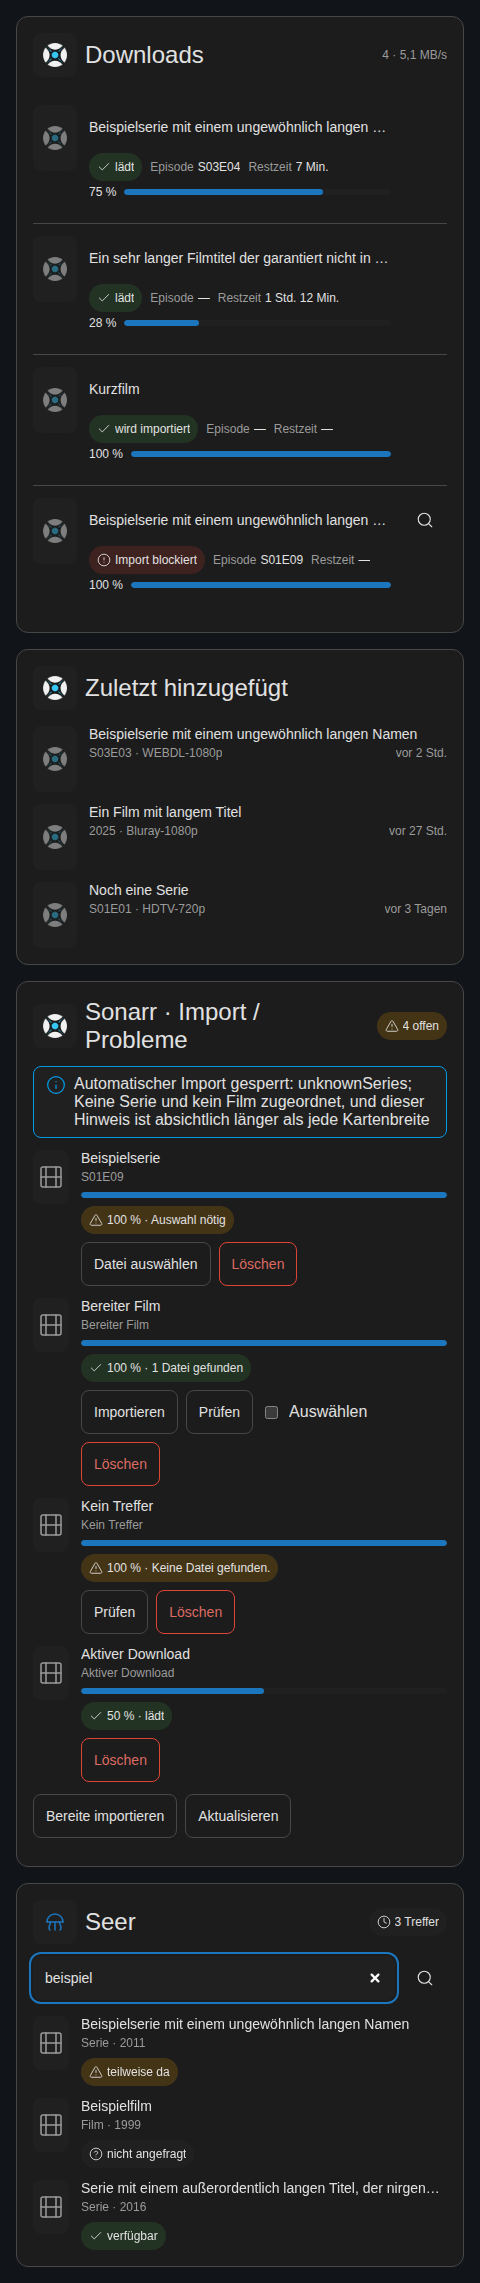 Downloads
4 · 5,1 MB/s
Beispielserie mit einem ungewöhnlich langen …
lädt Episode S03E04 Restzeit 7 Min.
75 %
Ein sehr langer Filmtitel der garantiert nicht in …
lädt Episode — Restzeit 1 Std. 12 Min.
28 %
Kurzfilm
wird importiert Episode — Restzeit —
100 %
Beispielserie mit einem ungewöhnlich langen …
Import blockiert Episode S01E09 Restzeit —
100 %
Zuletzt hinzugefügt
Beispielserie mit einem ungewöhnlich langen Namen
S03E03 · WEBDL-1080p vor 2 Std.
Ein Film mit langem Titel
2025 · Bluray-1080p vor 27 Std.
Noch eine Serie
S01E01 · HDTV-720p vor 3 Tagen
Sonarr · Import /
Probleme
4 offen
Automatischer Import gesperrt: unknownSeries;
Keine Serie und kein Film zugeordnet, und dieser
Hinweis ist absichtlich länger als jede Kartenbreite
Beispielserie
S01E09
100 % · Auswahl nötig
Datei auswählen Löschen
Bereiter Film
Bereiter Film
100 % · 1 Datei gefunden
Importieren Prüfen Auswählen
Löschen
Kein Treffer
Kein Treffer
100 % · Keine Datei gefunden.
Prüfen Löschen
Aktiver Download
Aktiver Download
50 % · lädt
Löschen
Bereite importieren Aktualisieren
Seer
3 Treffer
beispiel
Beispielserie mit einem ungewöhnlich langen Namen
Serie · 2011
teilweise da
Beispielfilm
Film · 1999
nicht angefragt
Serie mit einem außerordentlich langen Titel, der nirgen…
Serie · 2016
verfügbar